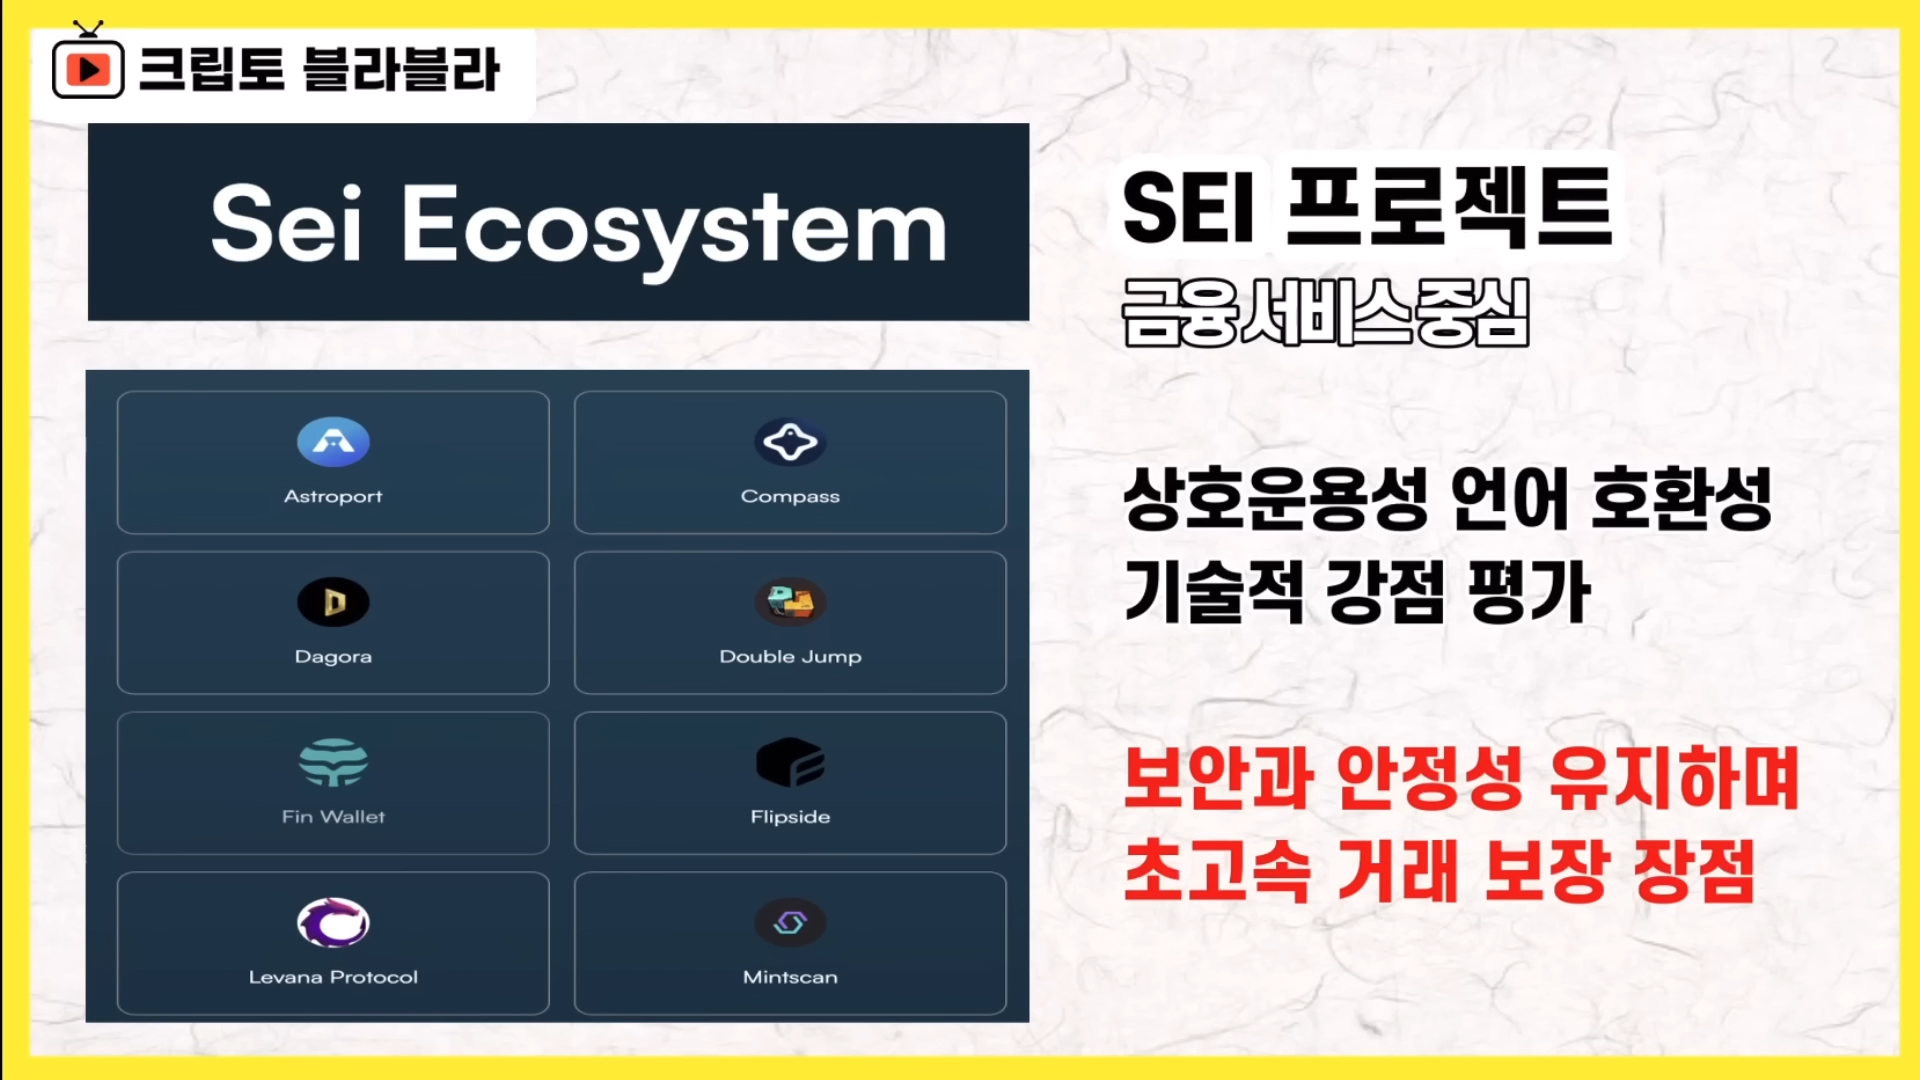 크립토 블라블라
Sei Ecosystem
Astroport
Compass
Dagora
Double Jump
Fin Wallet
Flipside
Levana Protocol
Mintscan
SEI 프로젝트
금융 서비스 중심
상호운용성 언어 호환성
기술적 강점 평가
보안과 안정성 유지하며
초고속 거래 보장 장점